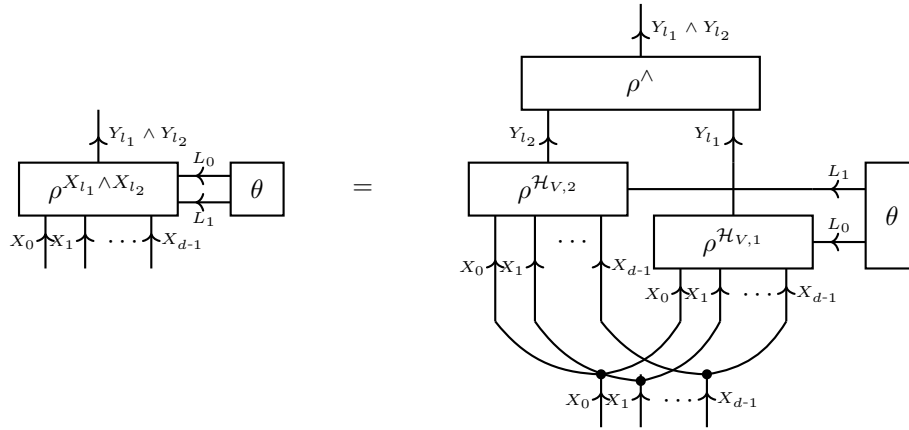 Y_{l_1} ∧ Y_{l_2}
ρ^∧
Y_{l_1} ∧ Y_{l_2}
Y_{l_2} Y_{l_1}
ρ^{X_{l_1} ∧ X_{l_2}} L_0 L_1 θ
=
ρ^{\mathcal{H}_{V,2}} L_1
ρ^{\mathcal{H}_{V,1}} L_0 θ
X_0 X_1 ... X_{d-1}
X_0 X_1 ... X_{d-1}
X_0 X_1 ... X_{d-1}
X_0 X_1 ... X_{d-1}